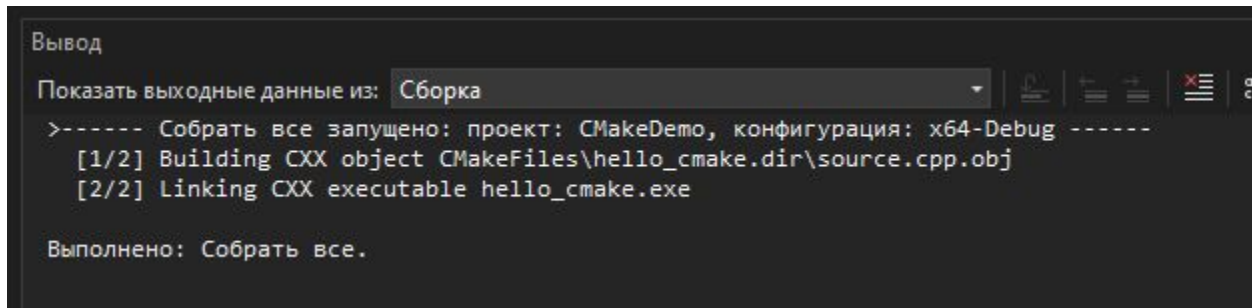 Вывод
Показать выходные данные из: Сборка
>------ Собрать все запущено: проект: CMakeDemo, конфигурация: x64-Debug ------
[1/2] Building CXX object CMakeFiles\hello_cmake.dir\source.cpp.obj
[2/2] Linking CXX executable hello_cmake.exe
Выполнено: Собрать все.